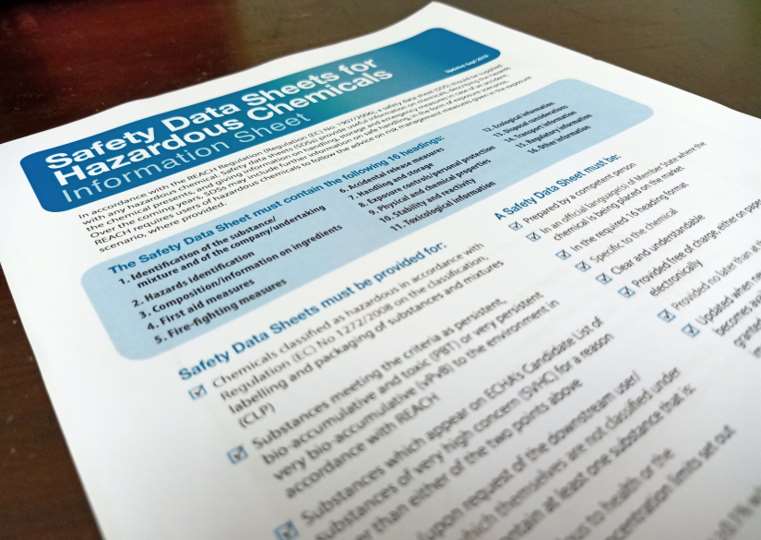 Safety Data Sheets for
Hazardous Chemicals
Information Sheet
Updated
In accordance with the REACH Regulation (Regulation (EC) No. 1907/2006), a safety data sheet (SDS) should be supplied
with any hazardous chemical. Safety data sheets (SDSs) provide useful information on chemicals, describing the hazards
the chemical presents, and giving information on handling, storage and emergency measures in case of an accident.
Over the coming years, SDSs may include further information on safe handling, in the form of exposure scenarios.
REACH requires users of hazardous chemicals to follow the advice on risk management measures given in the exposure
scenario, where provided.
The Safety Data Sheet must contain the following 16 headings:
1. Identification of the substance/
mixture and of the company/undertaking
2. Hazards identification
3. Composition/information on ingredients
4. First aid measures
5. Fire-fighting measures
6. Accidental release measures
7. Handling and storage
8. Exposure controls/personal protection
9. Physical and chemical properties
10. Stability and reactivity
11. Toxicological information
12. Ecological information
13. Disposal considerations
14. Transport information
15. Regulatory information
16. Other information
Safety Data Sheets must be provided for:
Chemicals classified as hazardous in accordance with
Regulation (EC) No 1272/2008 on the classification,
labelling and packaging of substances and mixtures
(CLP)
Substances meeting the criteria as persistent,
bio-accumulative and toxic (PBT) or very persistent
very bio-accumulative (vPvB) to the environment in
accordance with REACH
Substances which appear on ECHA's Candidate List of
substances of very high concern (SVHC) for a reason
other than either of the two points above
upon request of the downstream user/
which themselves are not classified under
contain at least one substance that is:
to health or the
concentration limits set out
A Safety Data Sheet must be:
Prepared by a competent person
In an official language(s) of Member State where the
chemical is being placed on the market
In the required 16 heading format
Specific to the chemical
Clear and understandable
Provided free of charge, either on paper
electronically
Provided no later than
Updated when
becomes
granted